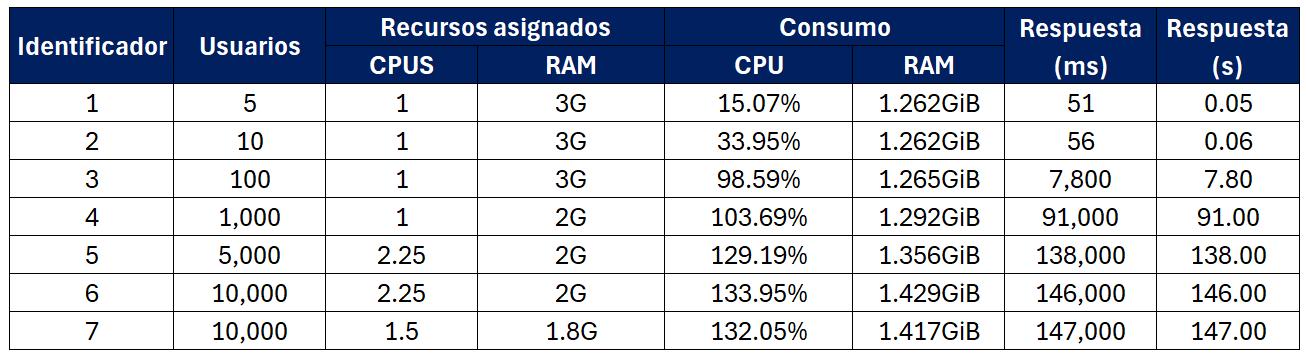 Identificador Usuarios Recursos asignados Consumo Respuesta (ms) Respuesta (s)
CPUS RAM CPU RAM
1 5 1 3G 15.07% 1.262GiB 51 0.05
2 10 1 3G 33.95% 1.262GiB 56 0.06
3 100 1 3G 98.59% 1.265GiB 7,800 7.80
4 1,000 1 2G 103.69% 1.292GiB 91,000 91.00
5 5,000 2.25 2G 129.19% 1.356GiB 138,000 138.00
6 10,000 2.25 2G 133.95% 1.429GiB 146,000 146.00
7 10,000 1.5 1.8G 132.05% 1.417GiB 147,000 147.00